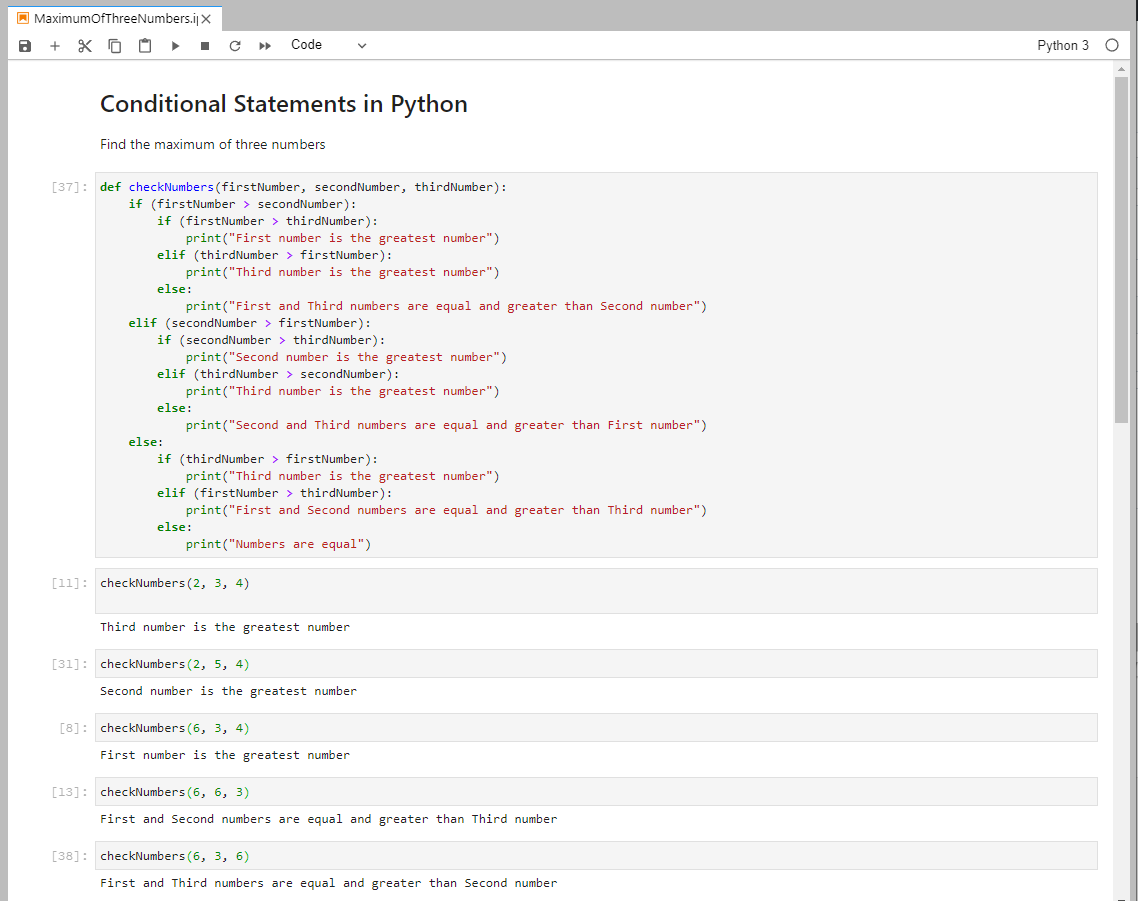 MaximumOfThreeNumbers.ip
Code
Python 3
Conditional Statements in Python
Find the maximum of three numbers
[37]:
def checkNumbers(firstNumber, secondNumber, thirdNumber):
    if (firstNumber > secondNumber):
        if (firstNumber > thirdNumber):
            print("First number is the greatest number")
        elif (thirdNumber > firstNumber):
            print("Third number is the greatest number")
        else:
            print("First and Third numbers are equal and greater than Second number")
    elif (secondNumber > firstNumber):
        if (secondNumber > thirdNumber):
            print("Second number is the greatest number")
        elif (thirdNumber > secondNumber):
            print("Third number is the greatest number")
        else:
            print("Second and Third numbers are equal and greater than First number")
    else:
        if (thirdNumber > firstNumber):
            print("Third number is the greatest number")
        elif (firstNumber > thirdNumber):
            print("First and Second numbers are equal and greater than Third number")
        else:
            print("Numbers are equal")
[11]: checkNumbers(2, 3, 4)
Third number is the greatest number
[31]: checkNumbers(2, 5, 4)
Second number is the greatest number
[8]: checkNumbers(6, 3, 4)
First number is the greatest number
[13]: checkNumbers(6, 6, 3)
First and Second numbers are equal and greater than Third number
[38]: checkNumbers(6, 3, 6)
First and Third numbers are equal and greater than Second number